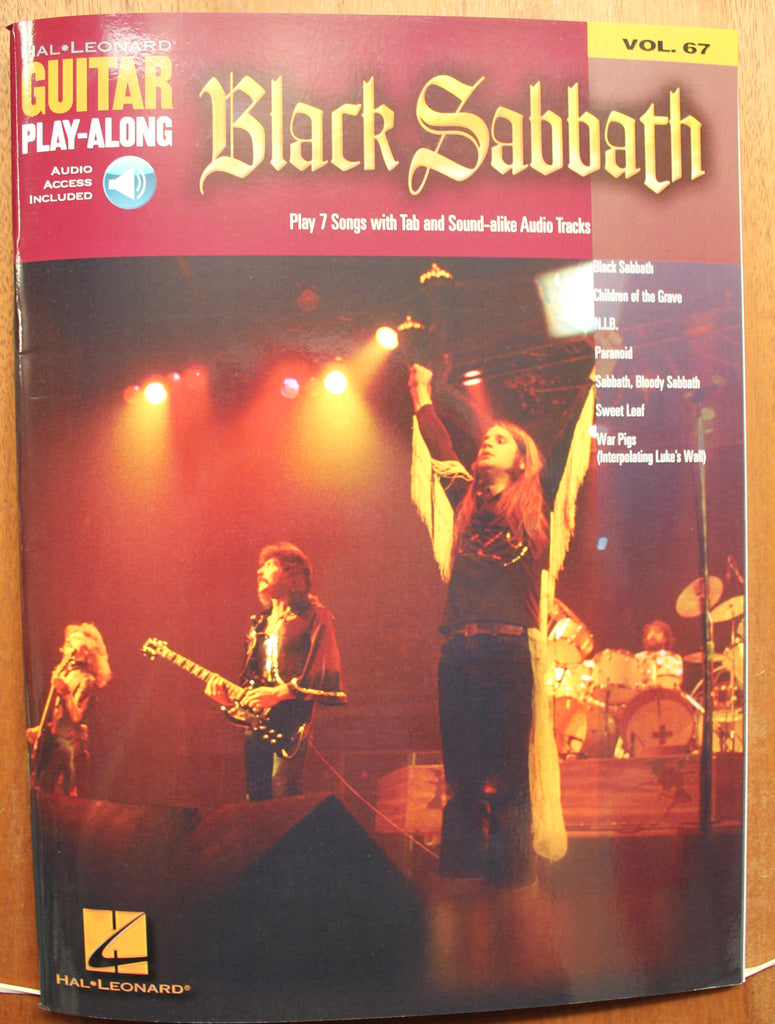 HAL•LEONARD
GUITAR
PLAY-ALONG
AUDIO
ACCESS
INCLUDED
VOL. 67
Black Sabbath
Play 7 Songs with Tab and Sound-alike Audio Tracks
Black Sabbath
Children of the Grave
N.I.B.
Paranoid
Sabbath, Bloody Sabbath
Sweet Leaf
War Pigs
(Interpolating Luke's Wall)
HAL•LEONARD®